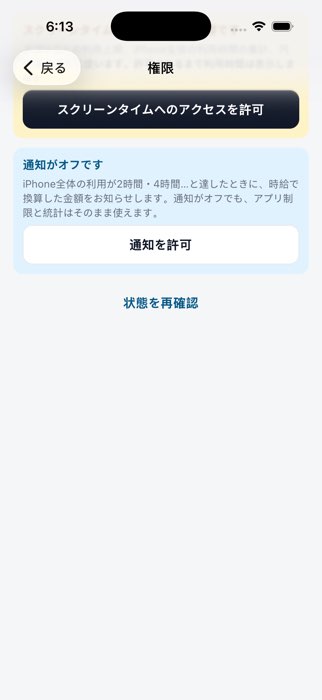 6:13
戻る
権限
スクリーンタイムへのアクセスを許可
通知がオフです
iPhone全体の利用が2時間・4時間…と達したときに、時給で
換算した金額をお知らせします。通知がオフでも、アプリ制
限と統計はそのまま使えます。
通知を許可
状態を再確認